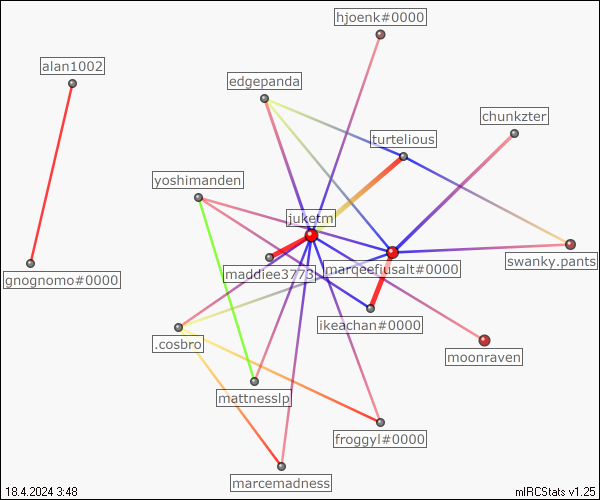 hjoenk#0000
alan1002
edgepanda
chunkzter
turtelious
yoshimanden
juketm
swanky.pants
marqeefiusalt#0000
maddiee3773
gnognomo#0000
ikeachan#0000
.cosbro
moonraven
mattnesslp
froggyl#0000
marcemadness
18.4.2024 3:48
mIRCStats v1.25